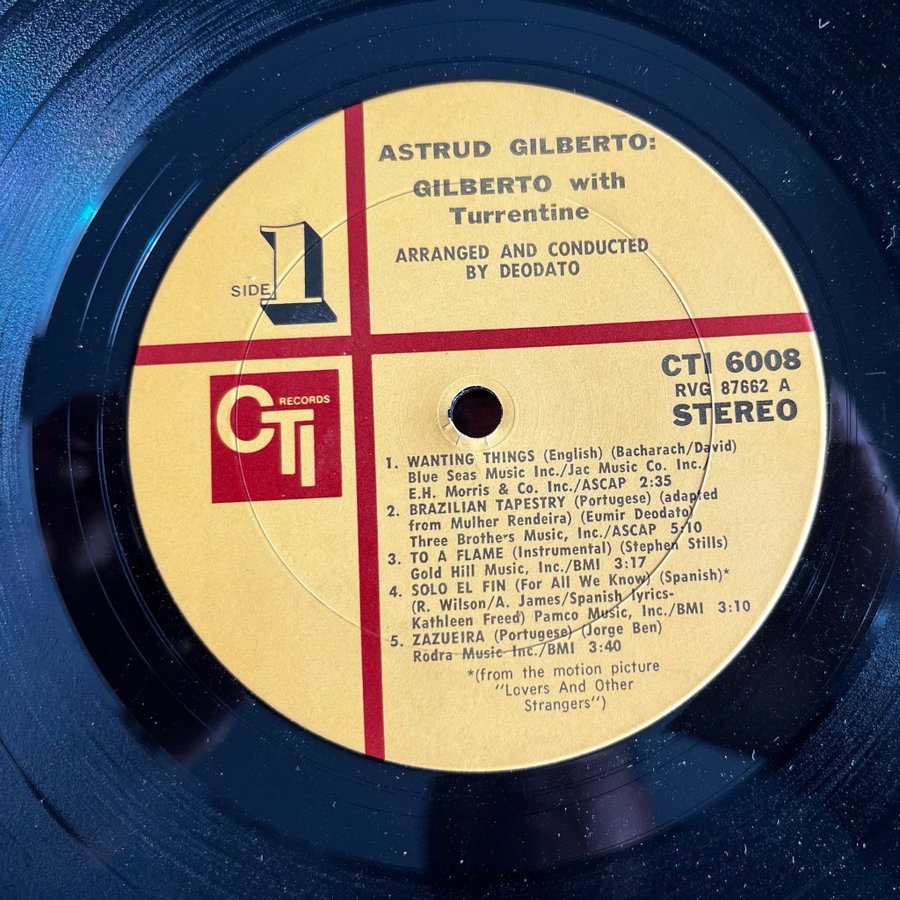 ASTRUD GILBERTO:
GILBERTO with
Turrentine
ARRANGED AND CONDUCTED
BY DEODATO
SIDE 1
CTI RECORDS
CTI 6008
RVG 87662 A
STEREO
1. WANTING THINGS (English) (Bacharach/David)
Blue Seas Music Inc./Jac Music Co. Inc.
E.H. Morris & Co. Inc./ASCAP 2:35
2. BRAZILIAN TAPESTRY (Portugese) (adapted
from Mulher Rendeira) (Eumir Deodato)
Three Brothers Music, Inc./ASCAP 5:10
3. TO A FLAME (Instrumental) (Stephen Stills)
Gold Hill Music, Inc./BMI 3:17
4. SOLO EL FIN (For All We Know) (Spanish)*
(R. Wilson/A. James/Spanish lyrics-
Kathleen Freed) Pamco Music, Inc./BMI 3:10
5. ZAZUEIRA (Portugese) (Jorge Ben)
Rodra Music Inc./BMI 3:40
*(from the motion picture
"Lovers And Other
Strangers")